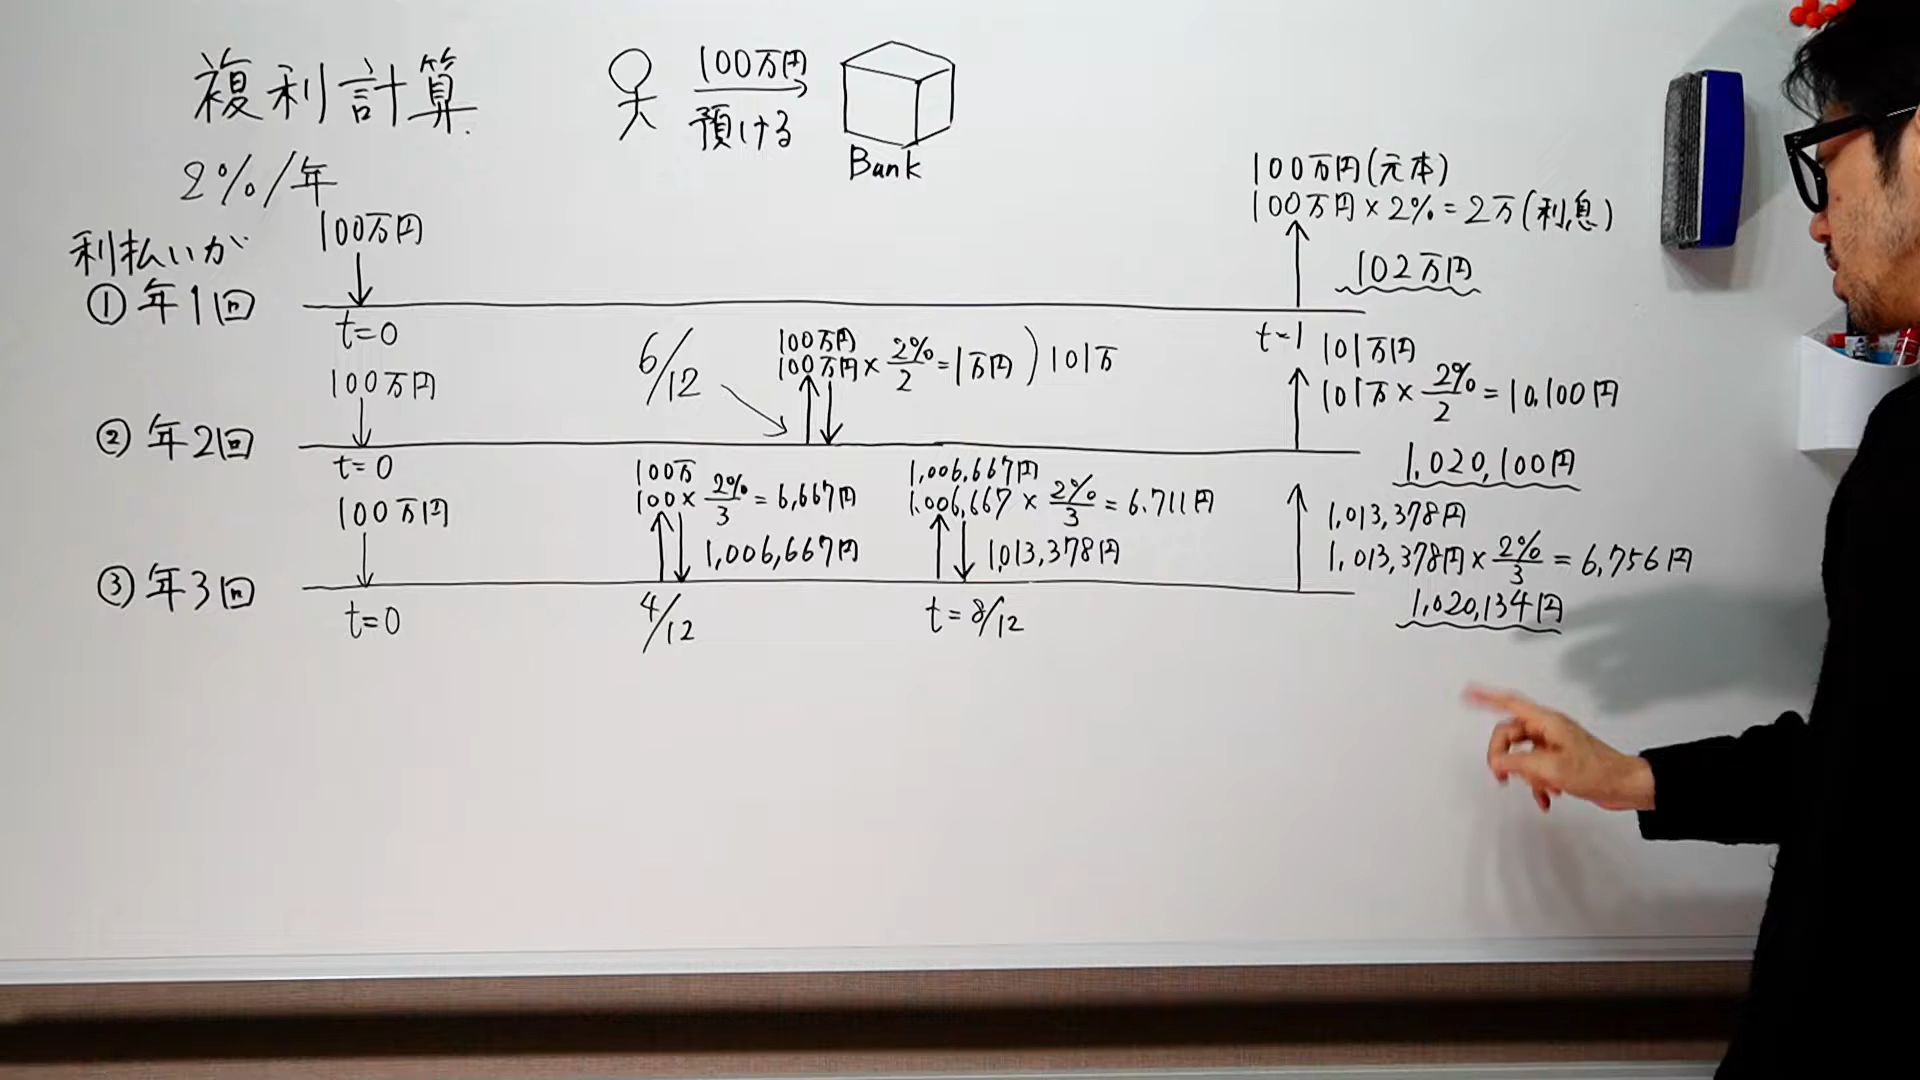 複利計算
2%/年
100万円
預ける
Bank
利払いが
①年1回
100万円
t=0
100万円(元本)
100万円×2%=2万(利息)
102万円
t=1
②年2回
100万円
t=0
6/12
100万円
100万円×2%/2=1万円)101万
101万円
101万×2%/2=10,100円
1,020,100円
③年3回
100万円
t=0
100万
100×2%/3=6,667円
1,006,667円
4/12
1,006,667円
1,006,667×2%/3=6.711円
1,013,378円
t=8/12
1,013,378円
1,013,378円×2%/3=6,756円
1,020,134円